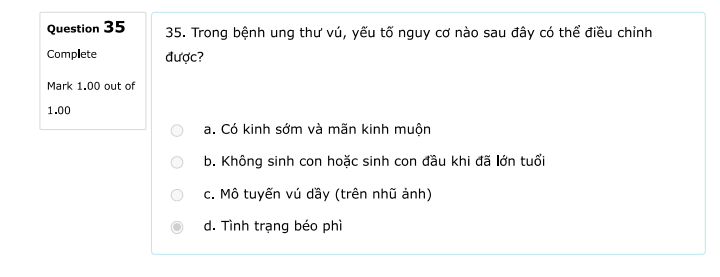 Question 35
Complete
Mark 1.00 out of
1.00
35. Trong bệnh ung thư vú, yếu tố nguy cơ nào sau đây có thể điều chỉnh
được?
a. Có kinh sớm và mãn kinh muộn
b. Không sinh con hoặc sinh con đầu khi đã lớn tuổi
c. Mô tuyến vú dầy (trên nhũ ảnh)
d. Tình trạng béo phì